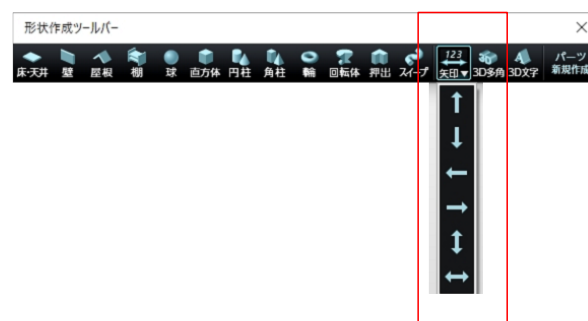 形状作成ツールバー
床・天井 壁 屋根 棚 球 直方体 円柱 角柱 輪 回転体 押出 スイープ 123 矢印▼ 3D 3D多角 A 3D文字 パーツ新規作成